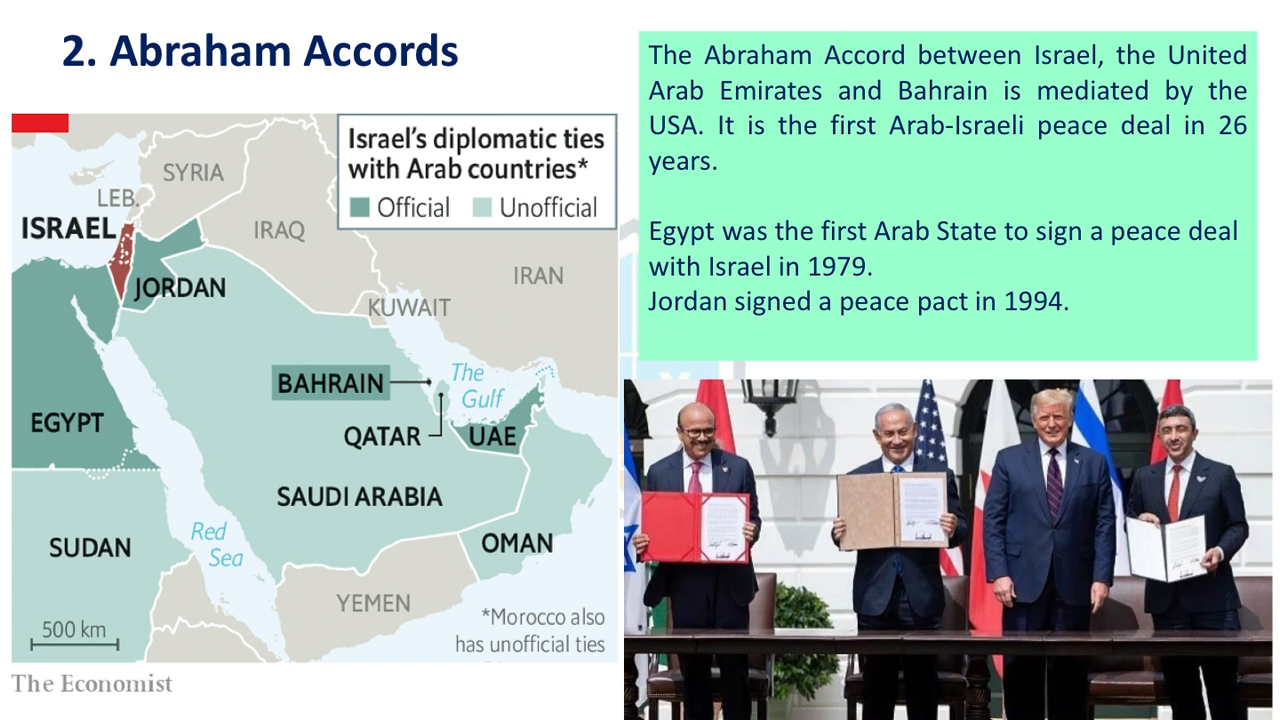 2. Abraham Accords
The Abraham Accord between Israel, the United
Arab Emirates and Bahrain is mediated by the
USA. It is the first Arab-Israeli peace deal in 26
years.
Egypt was the first Arab State to sign a peace deal
with Israel in 1979.
Jordan signed a peace pact in 1994.
Israel's diplomatic ties
with Arab countries*
Official
Unofficial
SYRIA
LEB.
ISRAEL
IRAQ
IRAN
JORDAN
KUWAIT
BAHRAIN
The
Gulf
EGYPT
QATAR
UAE
SAUDI ARABIA
Red
Sea
SUDAN
OMAN
YEMEN
500 km
*Morocco also
has unofficial ties
The Economist